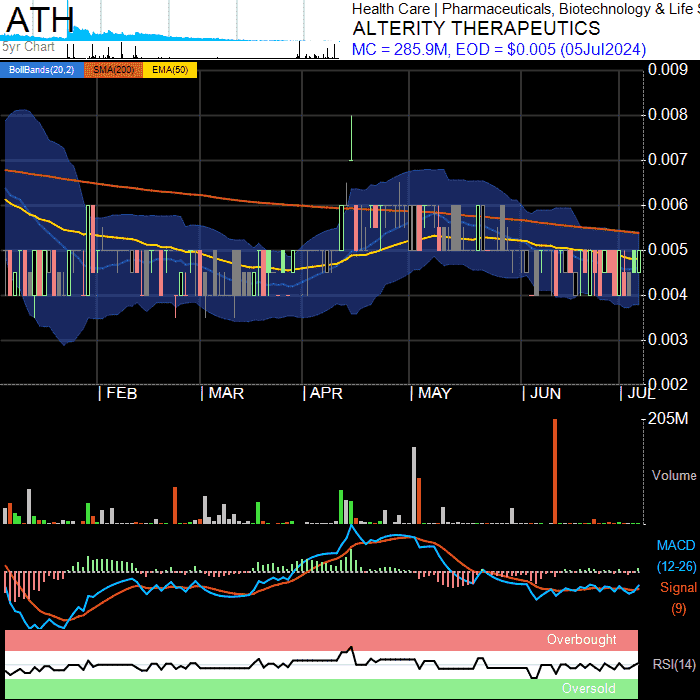 ATH
5yr Chart
Health Care | Pharmaceuticals, Biotechnology & Life S
ALTERITY THERAPEUTICS
MC = 285.9M, EOD = $0.005 (05Jul2024)
BollBands(20,2) SMA(200) EMA(50)
0.009
0.008
0.007
0.006
0.005
0.004
0.003
0.002
FEB MAR APR MAY JUN JUL
205M
Volume
MACD
(12-26)
Signal
(9)
Overbought
RSI(14)
Oversold